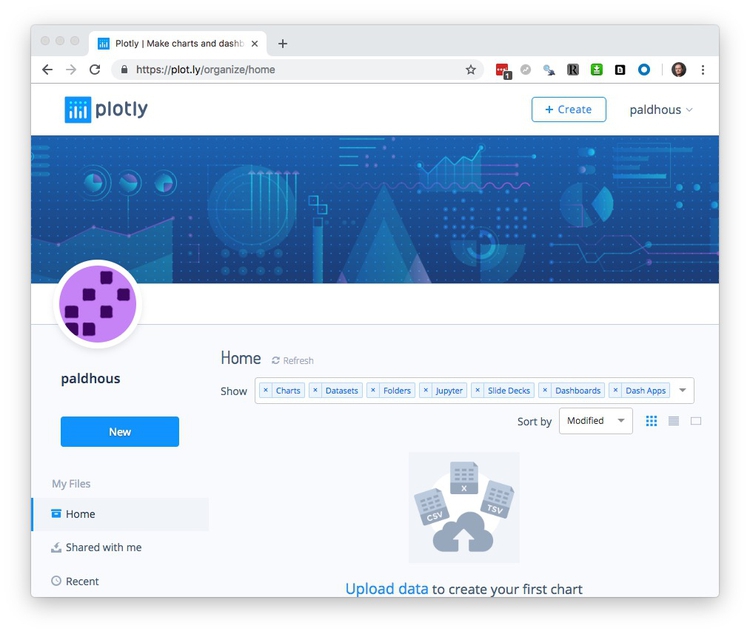 Plotly | Make charts and dashb
https://plot.ly/organize/home
1
R
plotly
+ Create
paldhous
paldhous
New
My Files
Home
Shared with me
Recent
Home
Refresh
Show × Charts × Datasets × Folders × Jupyter × Slide Decks × Dashboards × Dash Apps
Sort by Modified
CSV
X
TSV
Upload data to create your first chart